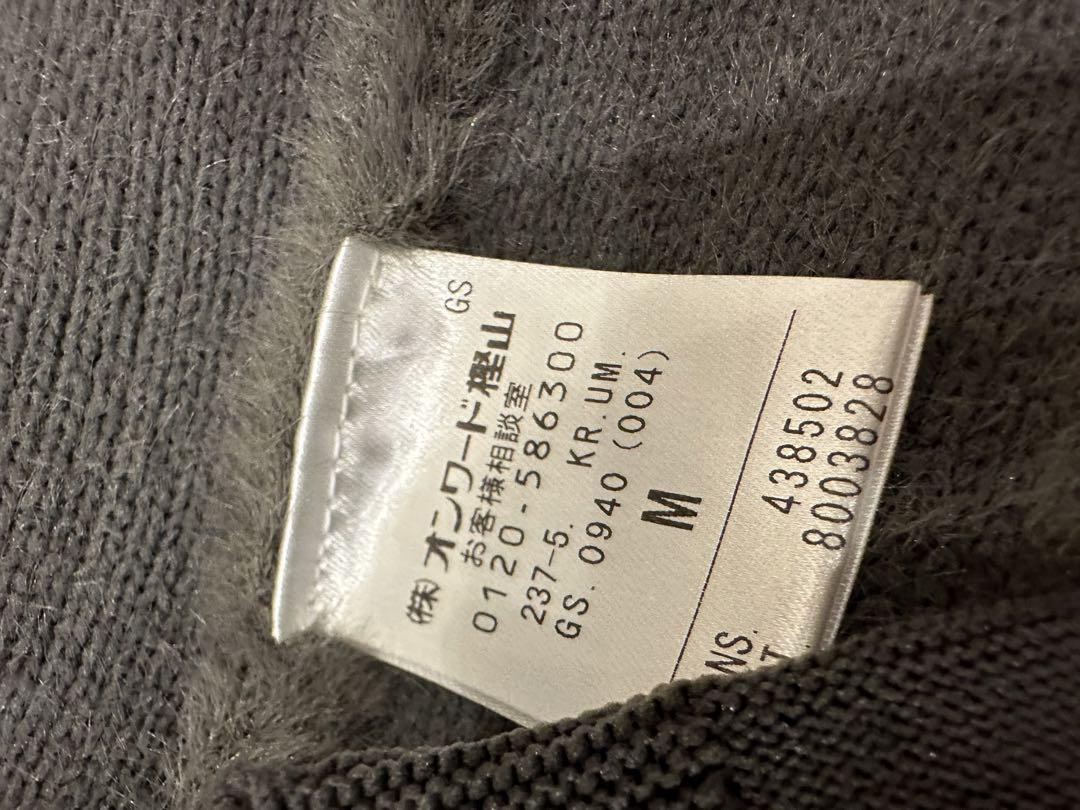 GS
㈱オンワード樫山
お客様相談室
0120-586300
237-5. KR.UM.
GS.0940(004)
M
438502
8003828
NS.
T